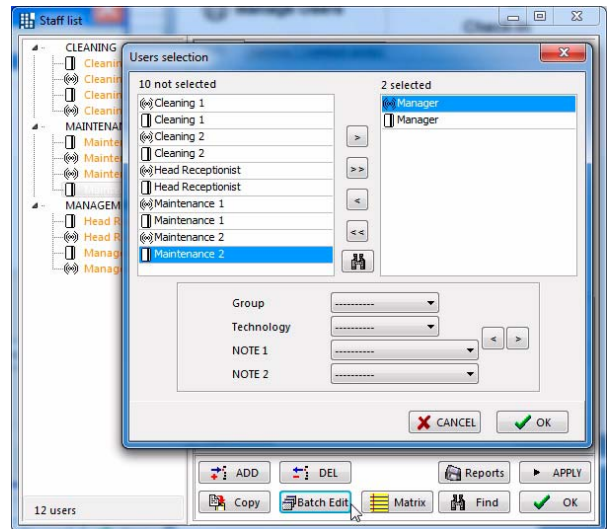 Staff list
Manage Users
CLEANING
Users selection
10 not selected
2 selected
Cleaning 1
Cleaning 1
Cleaning 2
Cleaning 2
Head Receptionist
Head Receptionist
Maintenance 1
Maintenance 1
Maintenance 2
Maintenance 2
>
>>
<
<<
Manager
Manager
Group ----------
Technology ----------
NOTE 1 ----------
NOTE 2 ----------
< >
CANCEL OK
ADD DEL Reports APPLY
Copy Batch Edit Matrix Find OK
12 users